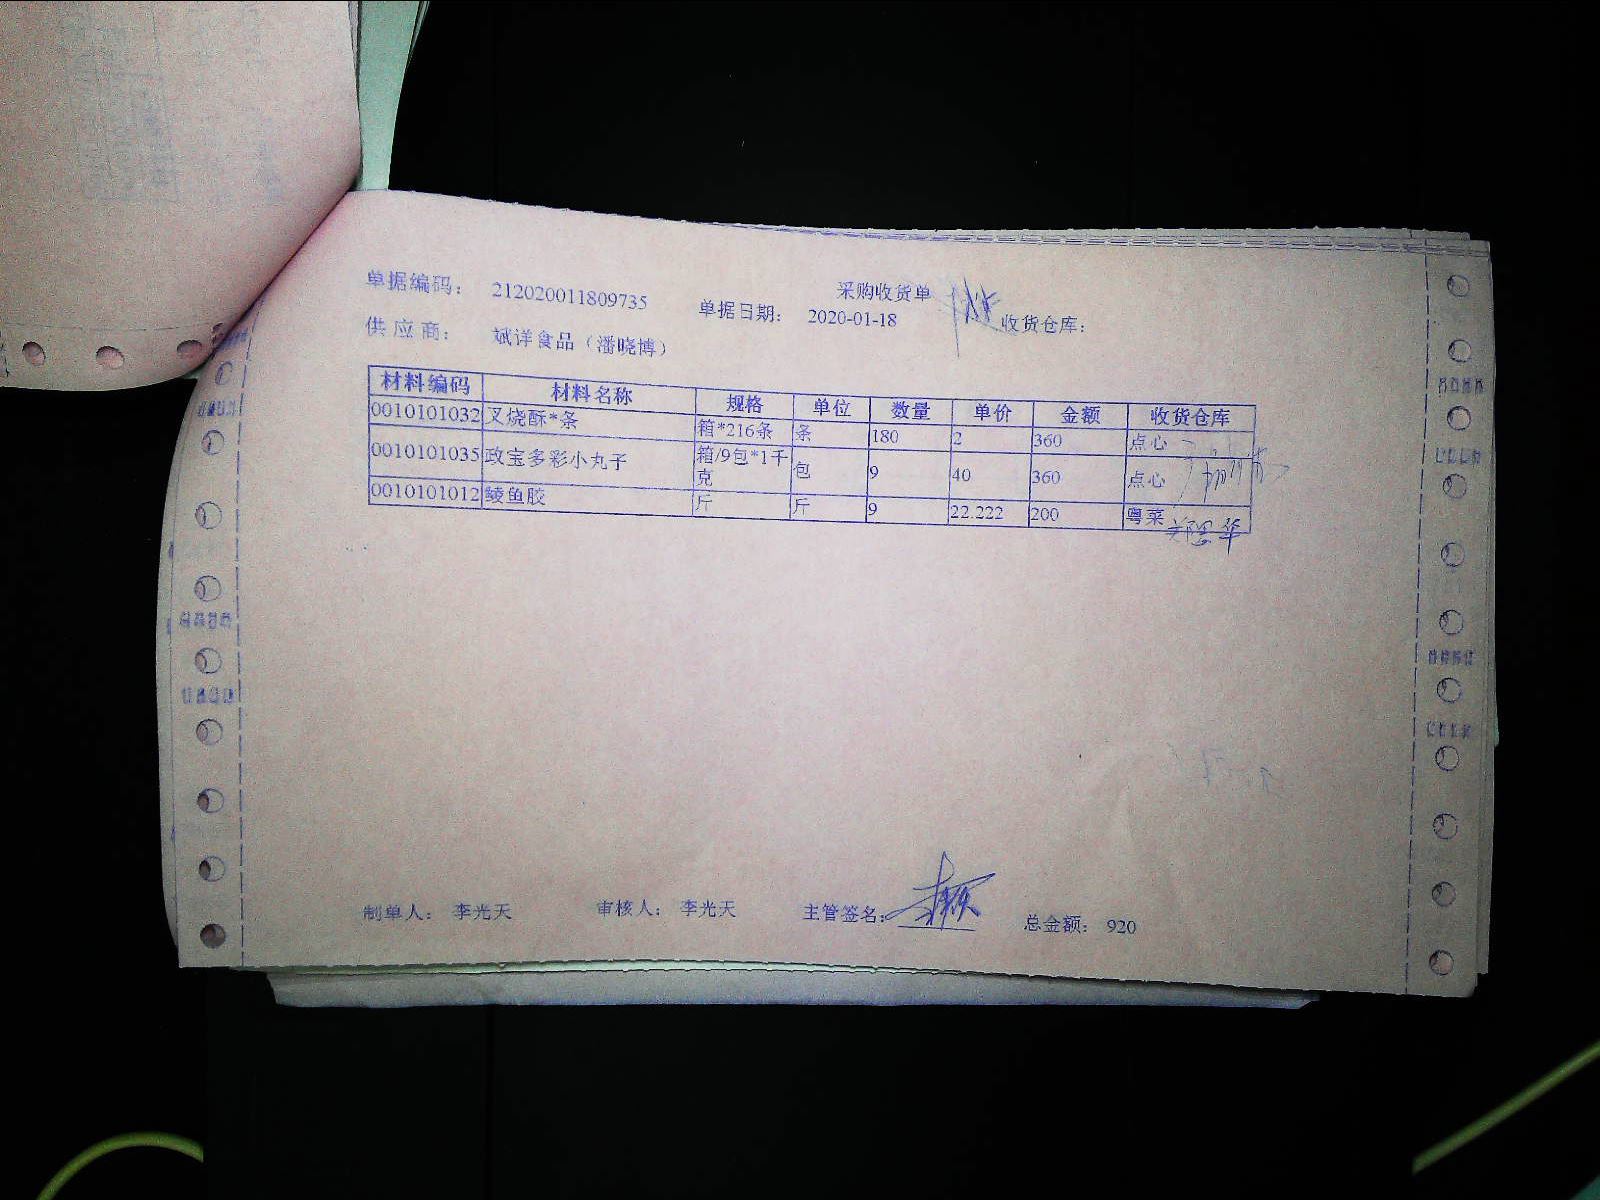 采购收货单
单据编码： 212020011809735 单据日期： 2020-01-18 收货仓库：
供 应 商： 斌洋食品（潘晓博）
材料编码 材料名称 规格 单位 数量 单价 金额 收货仓库
0010101032 叉烧酥*条 箱*216条 条 180 2 360 点心
0010101035 政宝多彩小丸子 箱/9包*1千克 包 9 40 360 点心
0010101012 鲮鱼胶 斤 斤 9 22.222 200 粤菜
制单人： 李光天 审核人： 李光天 主管签名： 总金额： 920